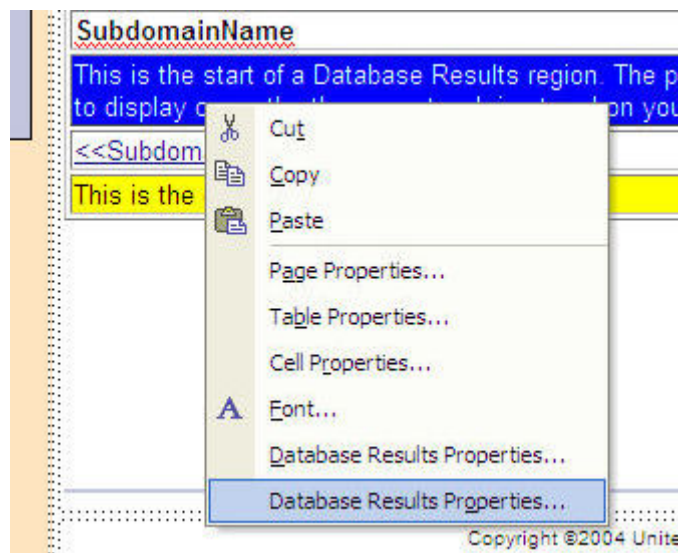 SubdomainName
This is the start of a Database Results region. The p
to display
on you
<<Subdom
This is the
Cut
Copy
Paste
Page Properties...
Table Properties...
Cell Properties...
Font...
Database Results Properties...
Database Results Properties...
Copyright ©2004 Unite